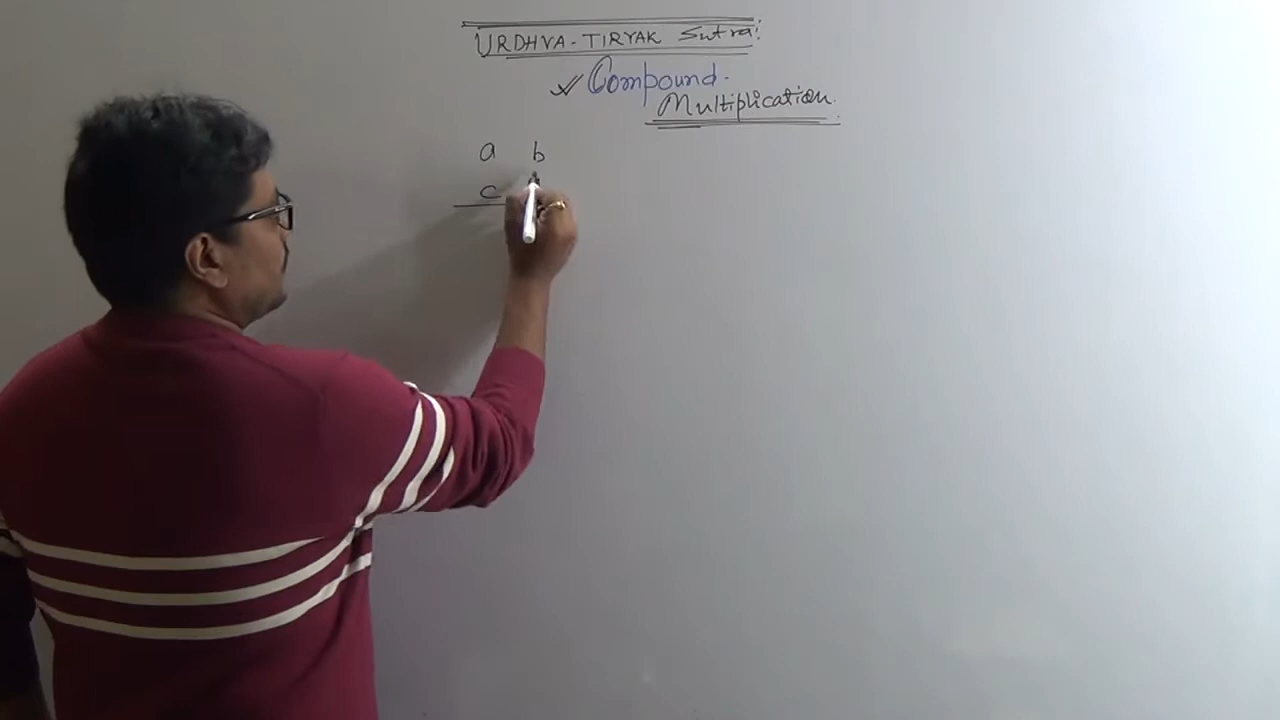 URDHVA-TIRYAK Sutra:
✓ Compound.
Multiplication.
a b
c